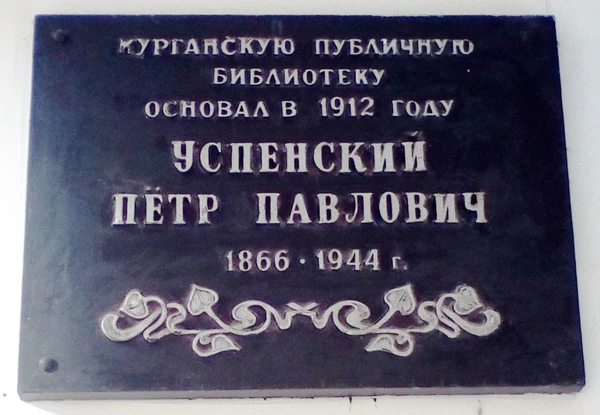 КУРГАНСКУЮ ПУБЛИЧНУЮ
БИБЛИОТЕКУ
ОСНОВАЛ В 1912 ГОДУ
УСПЕНСКИЙ
ПЁТР ПАВЛОВИЧ
1866 · 1944 г.